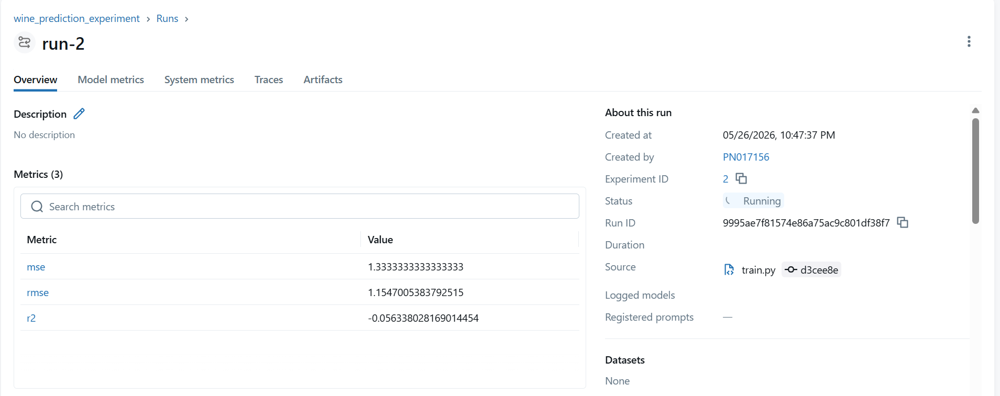 wine_prediction_experiment > Runs >
run-2
Overview Model metrics System metrics Traces Artifacts
Description
No description
Metrics (3)
Search metrics
Metric Value
mse 1.3333333333333333
rmse 1.1547005383792515
r2 -0.056338028169014454
About this run
Created at 05/26/2026, 10:47:37 PM
Created by PN017156
Experiment ID 2
Status Running
Run ID 9995ae7f81574e86a75ac9c801df38f7
Duration
Source train.py d3cee8e
Logged models
Registered prompts —
Datasets
None